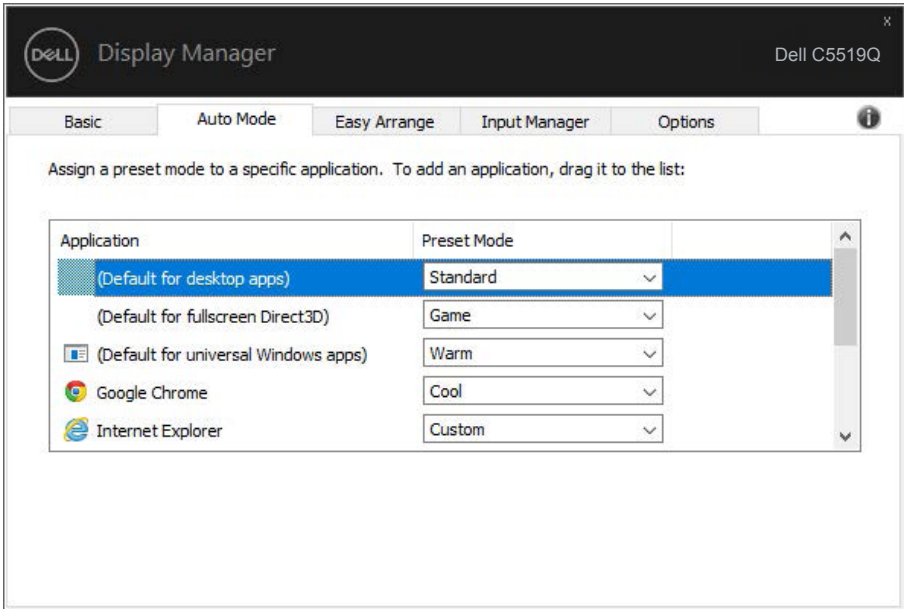 x
DELL Display Manager Dell C5519Q
Basic Auto Mode Easy Arrange Input Manager Options i
Assign a preset mode to a specific application. To add an application, drag it to the list:
Application Preset Mode
(Default for desktop apps) Standard
(Default for fullscreen Direct3D) Game
(Default for universal Windows apps) Warm
Google Chrome Cool
Internet Explorer Custom